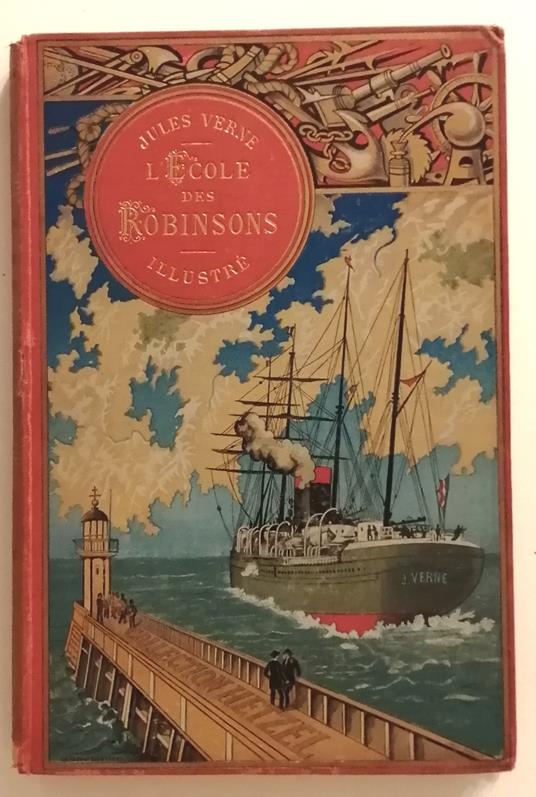 JULES VERNE
L'ÉCOLE
DES
ROBINSONS
ILLUSTRÉ
J. VERNE
COLLECTION HETZEL